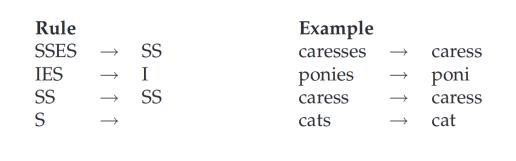 Rule Example
SSES → SS caresses → caress
IES → I ponies → poni
SS → SS caress → caress
S → cats → cat